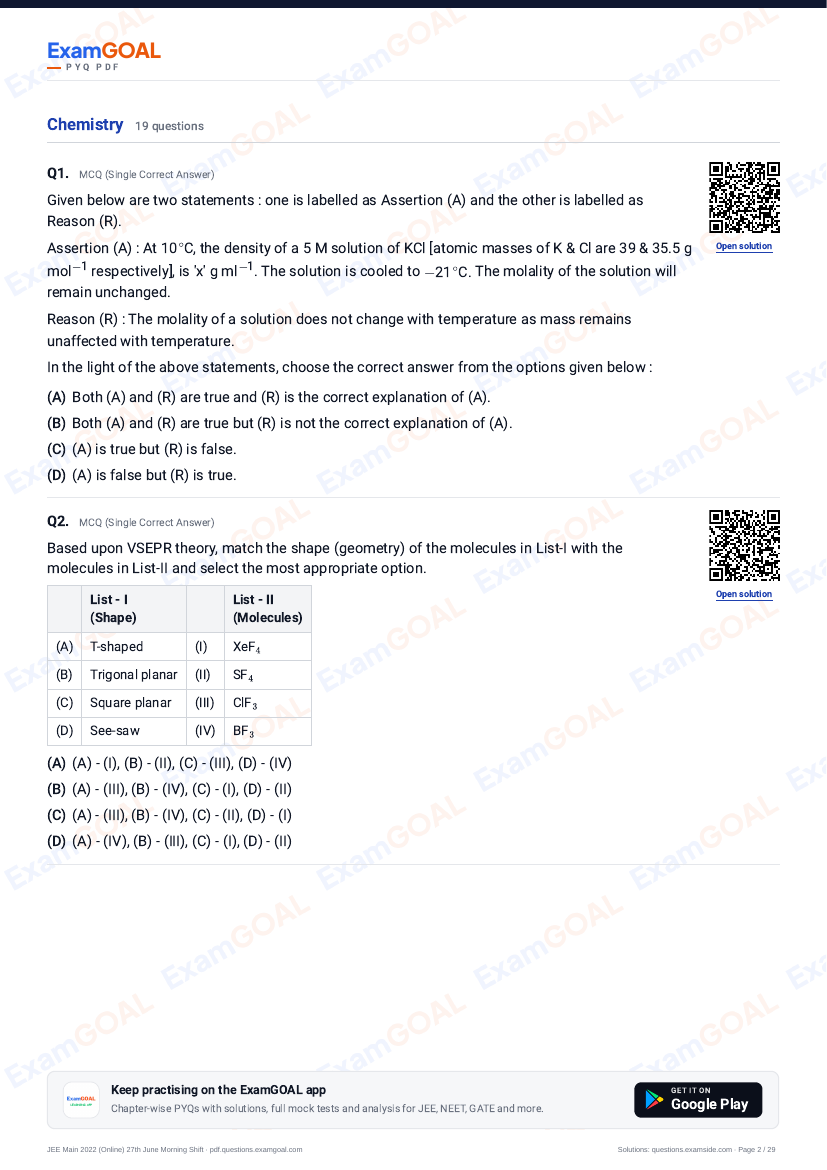 ExamGOAL
PYQ PDF
Chemistry 19 questions
Q1. MCQ (Single Correct Answer)
Given below are two statements : one is labelled as Assertion (A) and the other is labelled as
Reason (R).
Open solution
Assertion (A) : At 10°C, the density of a 5 M solution of KCl [atomic masses of K & Cl are 39 & 35.5 g
mol⁻¹ respectively], is 'x' g ml⁻¹. The solution is cooled to −21°C. The molality of the solution will
remain unchanged.
Reason (R) : The molality of a solution does not change with temperature as mass remains
unaffected with temperature.
In the light of the above statements, choose the correct answer from the options given below :
(A) Both (A) and (R) are true and (R) is the correct explanation of (A).
(B) Both (A) and (R) are true but (R) is not the correct explanation of (A).
(C) (A) is true but (R) is false.
(D) (A) is false but (R) is true.
Q2. MCQ (Single Correct Answer)
Based upon VSEPR theory, match the shape (geometry) of the molecules in List-I with the
molecules in List-II and select the most appropriate option.
Open solution
List - I List - II
(Shape) (Molecules)
(A) T-shaped (I) XeF₄
(B) Trigonal planar (II) SF₄
(C) Square planar (III) ClF₃
(D) See-saw (IV) BF₃
(A) (A) - (I), (B) - (II), (C) - (III), (D) - (IV)
(B) (A) - (III), (B) - (IV), (C) - (I), (D) - (II)
(C) (A) - (III), (B) - (IV), (C) - (II), (D) - (I)
(D) (A) - (IV), (B) - (III), (C) - (I), (D) - (II)
ExamGOAL
Keep practising on the ExamGOAL app
Chapter-wise PYQs with solutions, full mock tests and analysis for JEE, NEET, GATE and more.
GET IT ON
Google Play
JEE Main 2022 (Online) 27th June Morning Shift · pdf.questions.examgoal.com
Solutions: questions.examside.com · Page 2 / 29